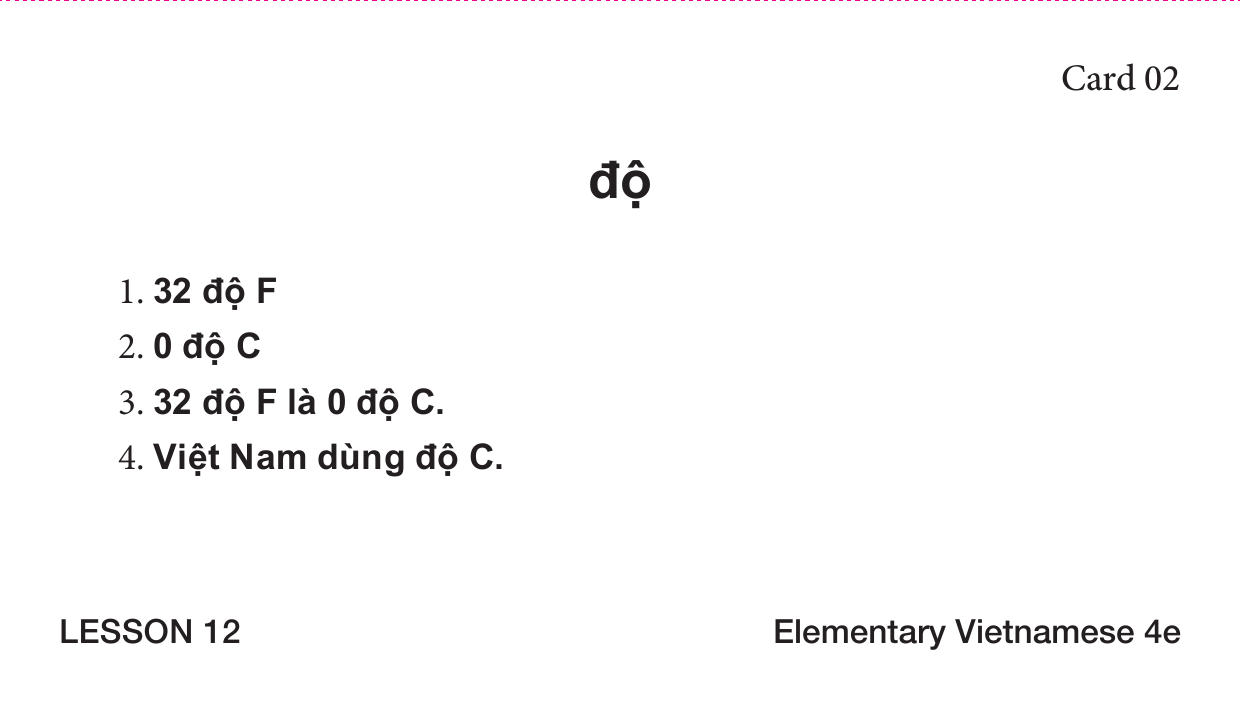 Card 02
độ
1. 32 độ F
2. 0 độ C
3. 32 độ F là 0 độ C.
4. Việt Nam dùng độ C.
LESSON 12
Elementary Vietnamese 4e